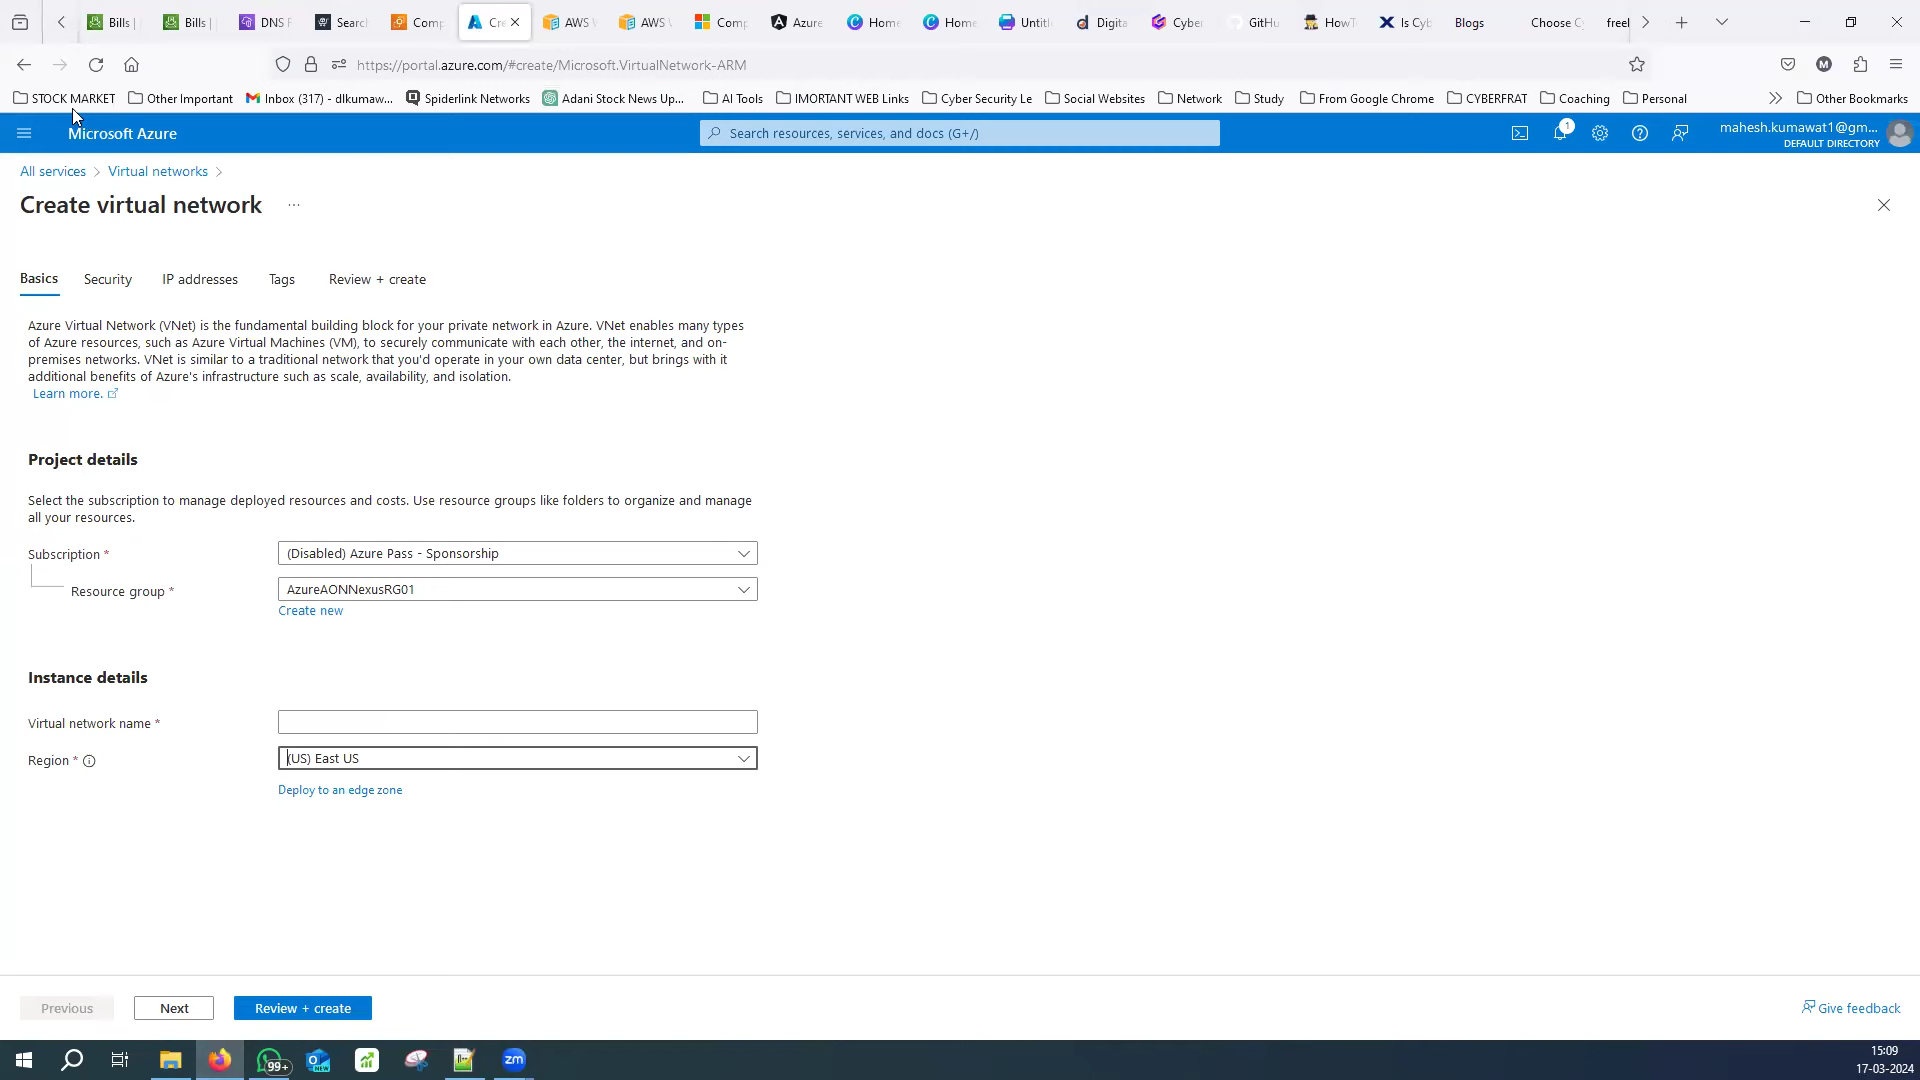 Bills |
Bills |
DNS F
Searc
Comp
Cr
AWS
AWS
Comp
Azure
Home
Home
Untitl
Digita
Cyber
GitHu
HowT
Is Cyb
Blogs
Choose Cy
freel
https://portal.azure.com/#create/Microsoft.VirtualNetwork-ARM
STOCK MARKET
Other Important
Inbox (317) - dlkumaw...
Spiderlink Networks
Adani Stock News Up...
AI Tools
IMORTANT WEB Links
Cyber Security Le
Social Websites
Network
Study
From Google Chrome
CYBERFRAT
Coaching
Personal
Other Bookmarks
Microsoft Azure
Search resources, services, and docs (G+/)
1
mahesh.kumawat1@gm...
DEFAULT DIRECTORY
All services > Virtual networks >
Create virtual network ...
Basics
Security
IP addresses
Tags
Review + create
Azure Virtual Network (VNet) is the fundamental building block for your private network in Azure. VNet enables many types
of Azure resources, such as Azure Virtual Machines (VM), to securely communicate with each other, the internet, and on-
premises networks. VNet is similar to a traditional network that you'd operate in your own data center, but brings with it
additional benefits of Azure's infrastructure such as scale, availability, and isolation.
Learn more.
Project details
Select the subscription to manage deployed resources and costs. Use resource groups like folders to organize and manage
all your resources.
Subscription *
(Disabled) Azure Pass - Sponsorship
Resource group *
AzureAONNexusRG01
Create new
Instance details
Virtual network name *
Region *
(US) East US
Deploy to an edge zone
Previous
Next
Review + create
Give feedback
99+
NEW
zm
15:09
17-03-2024